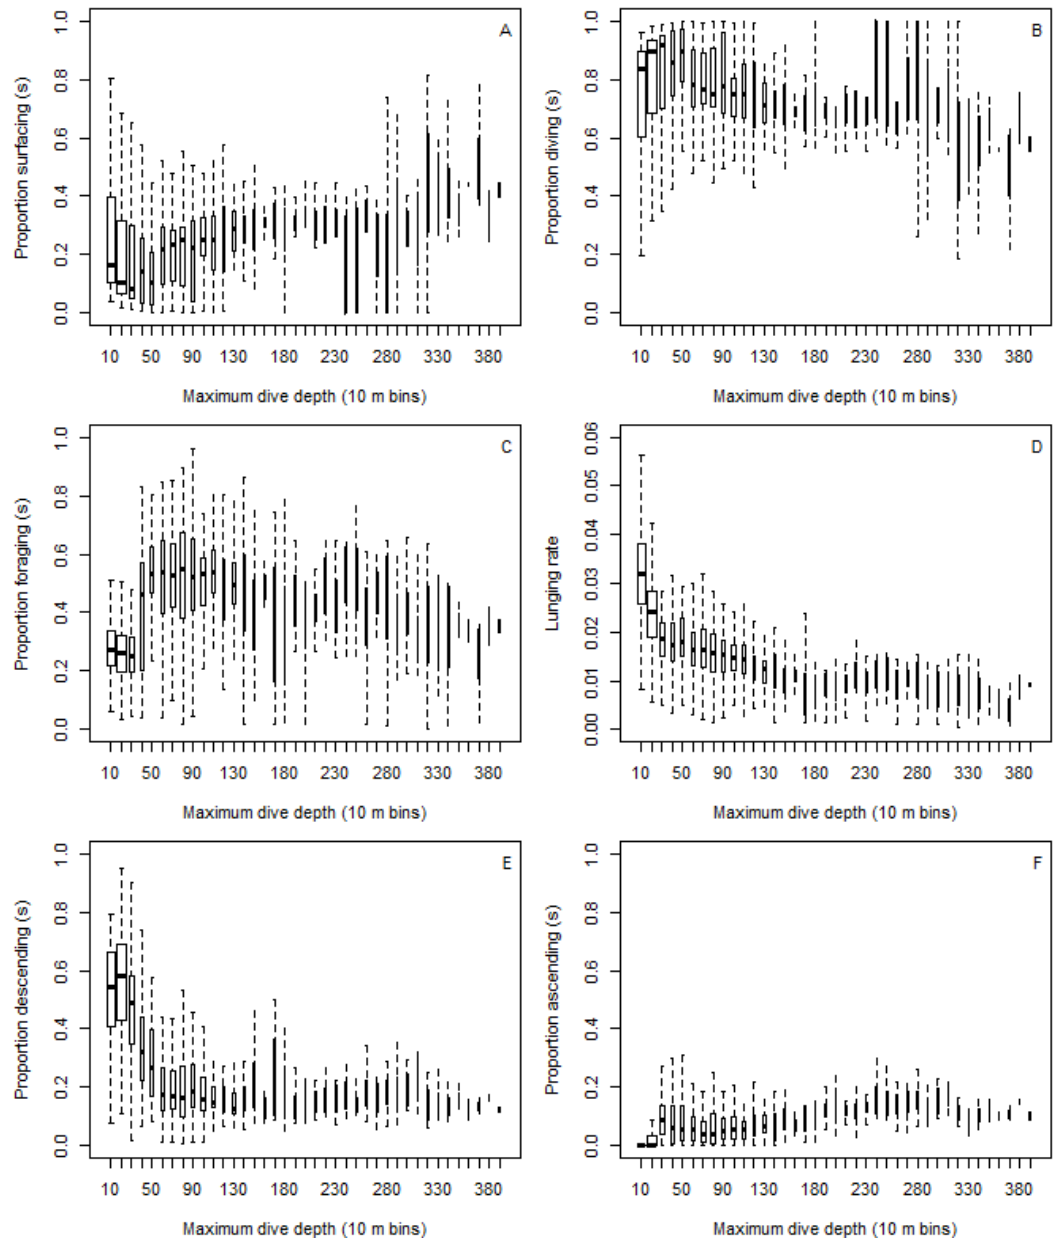 A
Proportion surfacing (s)
0.0 0.2 0.4 0.6 0.8 1.0
10 50 90 130 180 230 280 330 380
Maximum dive depth (10 m bins)
B
Proportion diving (s)
0.0 0.2 0.4 0.6 0.8 1.0
10 50 90 130 180 230 280 330 380
Maximum dive depth (10 m bins)
C
Proportion foraging (s)
0.0 0.2 0.4 0.6 0.8 1.0
10 50 90 130 180 230 280 330 380
Maximum dive depth (10 m bins)
D
Lunging rate
0.00 0.01 0.02 0.03 0.04 0.05 0.06
10 50 90 130 180 230 280 330 380
Maximum dive depth (10 m bins)
E
Proportion descending (s)
0.0 0.2 0.4 0.6 0.8 1.0
10 50 90 130 180 230 280 330 380
Maximum dive depth (10 m bins)
F
Proportion ascending (s)
0.0 0.2 0.4 0.6 0.8 1.0
10 50 90 130 180 230 280 330 380
Maximum dive depth (10 m bins)